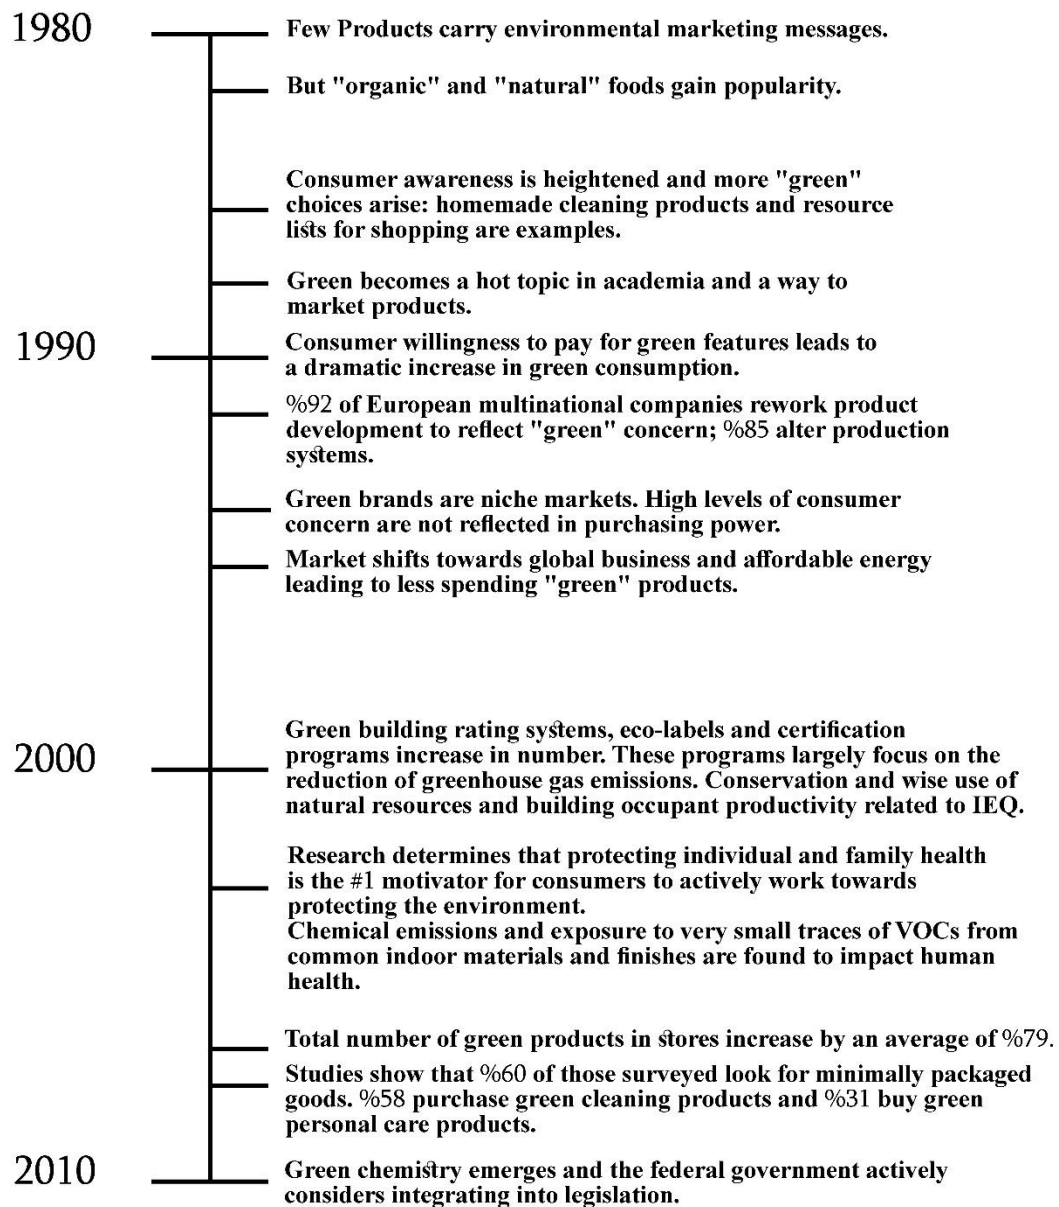 1980
Few Products carry environmental marketing messages.
But "organic" and "natural" foods gain popularity.
Consumer awareness is heightened and more "green"
choices arise: homemade cleaning products and resource
lists for shopping are examples.
Green becomes a hot topic in academia and a way to
market products.
1990
Consumer willingness to pay for green features leads to
a dramatic increase in green consumption.
%92 of European multinational companies rework product
development to reflect "green" concern; %85 alter production
systems.
Green brands are niche markets. High levels of consumer
concern are not reflected in purchasing power.
Market shifts towards global business and affordable energy
leading to less spending "green" products.
2000
Green building rating systems, eco-labels and certification
programs increase in number. These programs largely focus on the
reduction of greenhouse gas emissions. Conservation and wise use of
natural resources and building occupant productivity related to IEQ.
Research determines that protecting individual and family health
is the #1 motivator for consumers to actively work towards
protecting the environment.
Chemical emissions and exposure to very small traces of VOCs from
common indoor materials and finishes are found to impact human
health.
Total number of green products in stores increase by an average of %79.
Studies show that %60 of those surveyed look for minimally packaged
goods. %58 purchase green cleaning products and %31 buy green
personal care products.
2010
Green chemistry emerges and the federal government actively
considers integrating into legislation.